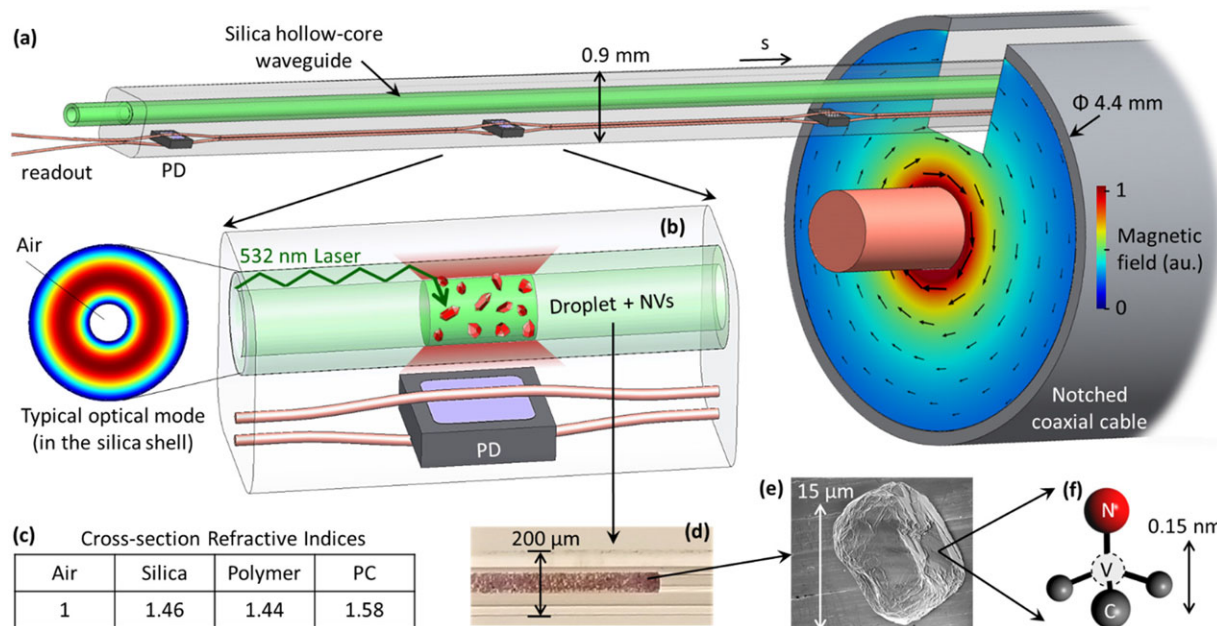 (a)
Silica hollow-core
waveguide
0.9 mm
s
Φ 4.4 mm
readout
PD
1
Magnetic
field (au.)
0
Notched
coaxial cable
(b)
Air
532 nm Laser
Droplet + NVs
PD
Typical optical mode
(in the silica shell)
(c) Cross-section Refractive Indices
Air Silica Polymer PC
1 1.46 1.44 1.58
(d)
200 μm
(e)
15 μm
(f)
N
V
C
0.15 nm